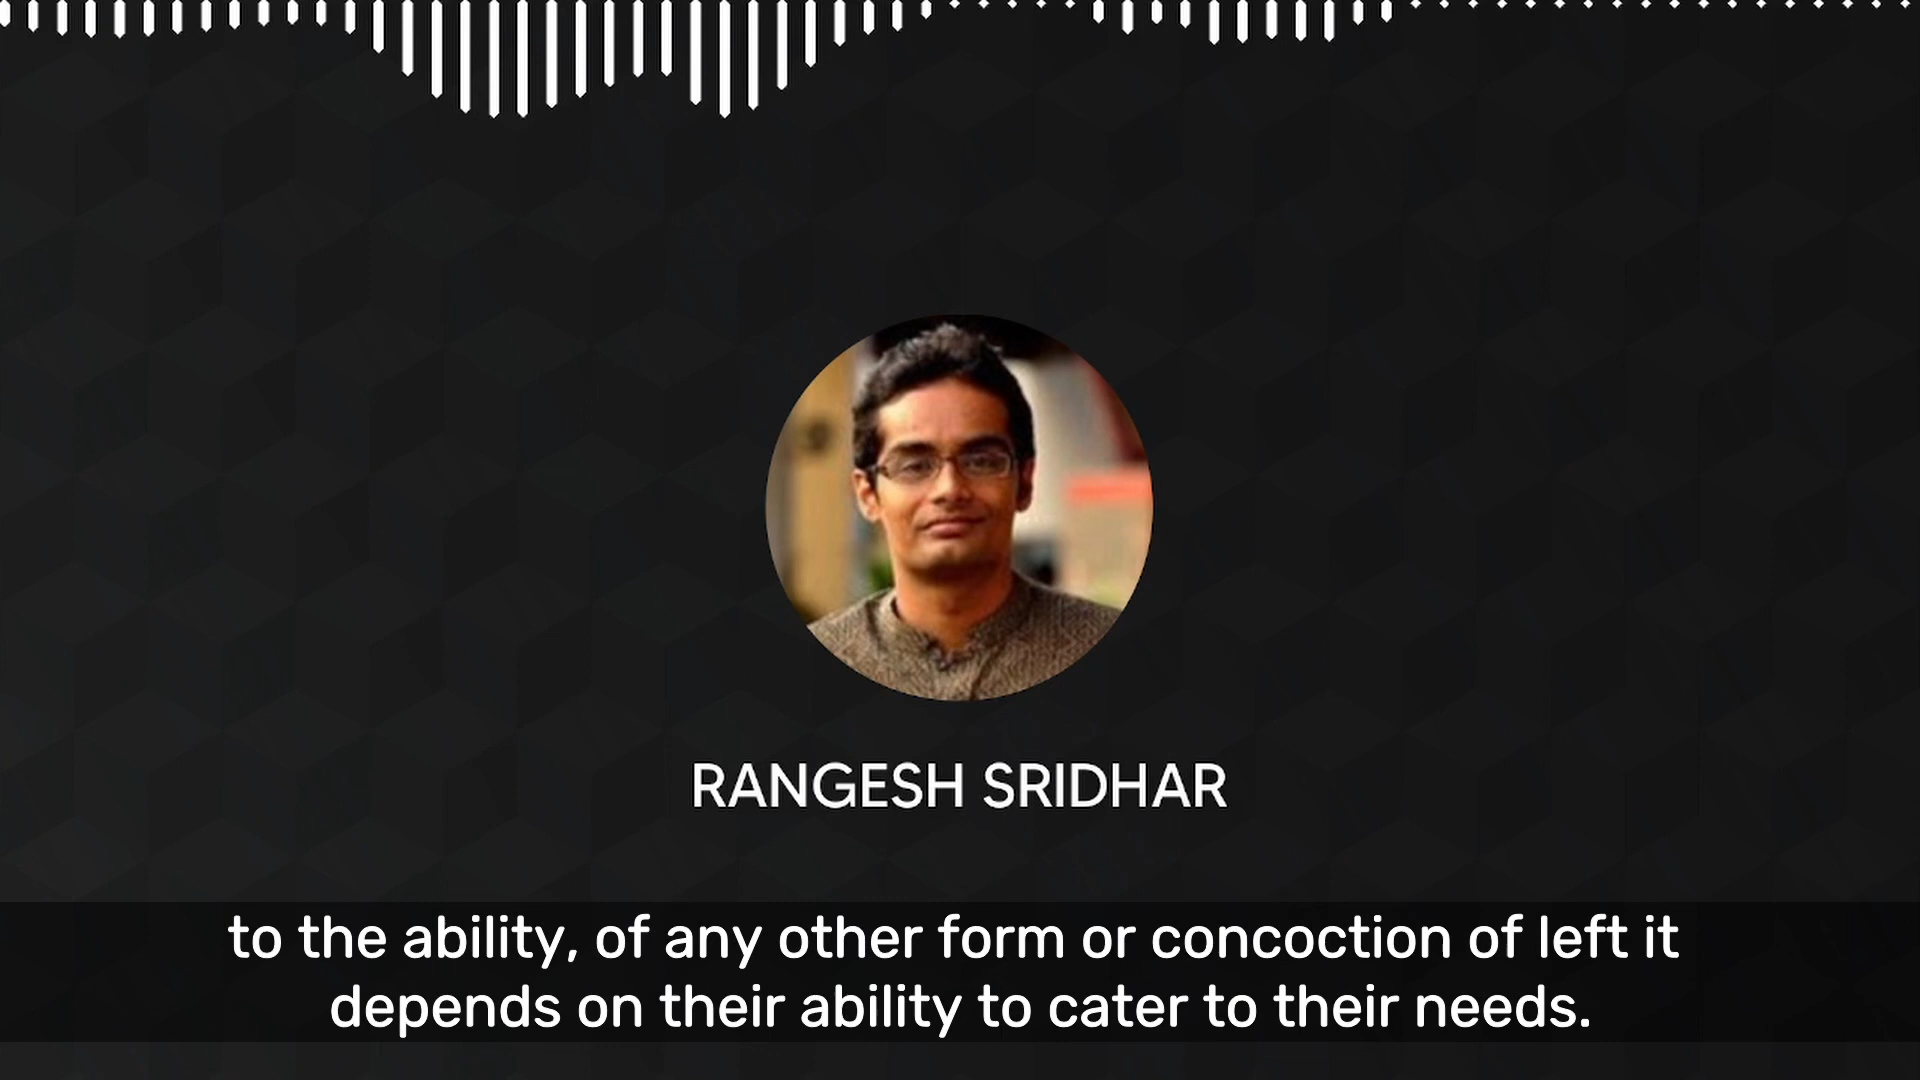 RANGESH SRIDHAR
to the ability, of any other form or concoction of left it
depends on their ability to cater to their needs.